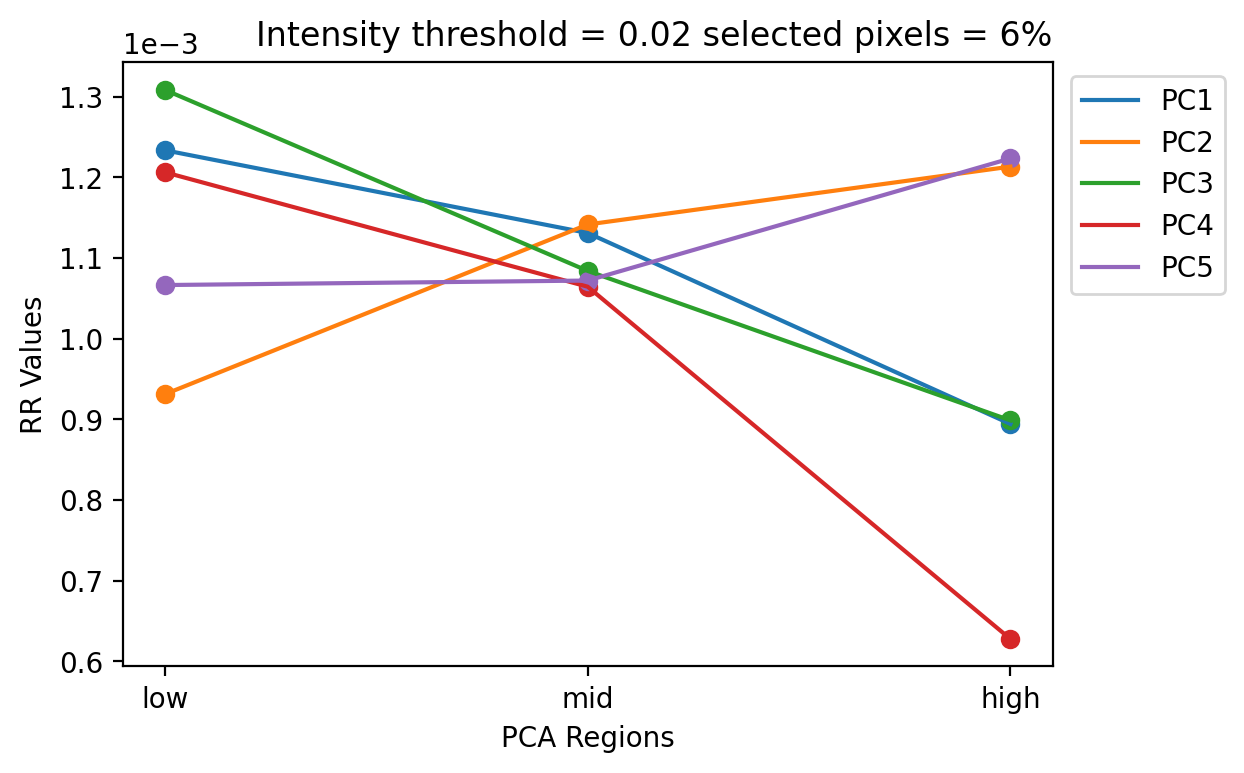 Intensity threshold = 0.02 selected pixels = 6%
1e−3
1.3
1.2
1.1
1.0
0.9
0.8
0.7
0.6
RR Values
low
mid
high
PCA Regions
PC1
PC2
PC3
PC4
PC5